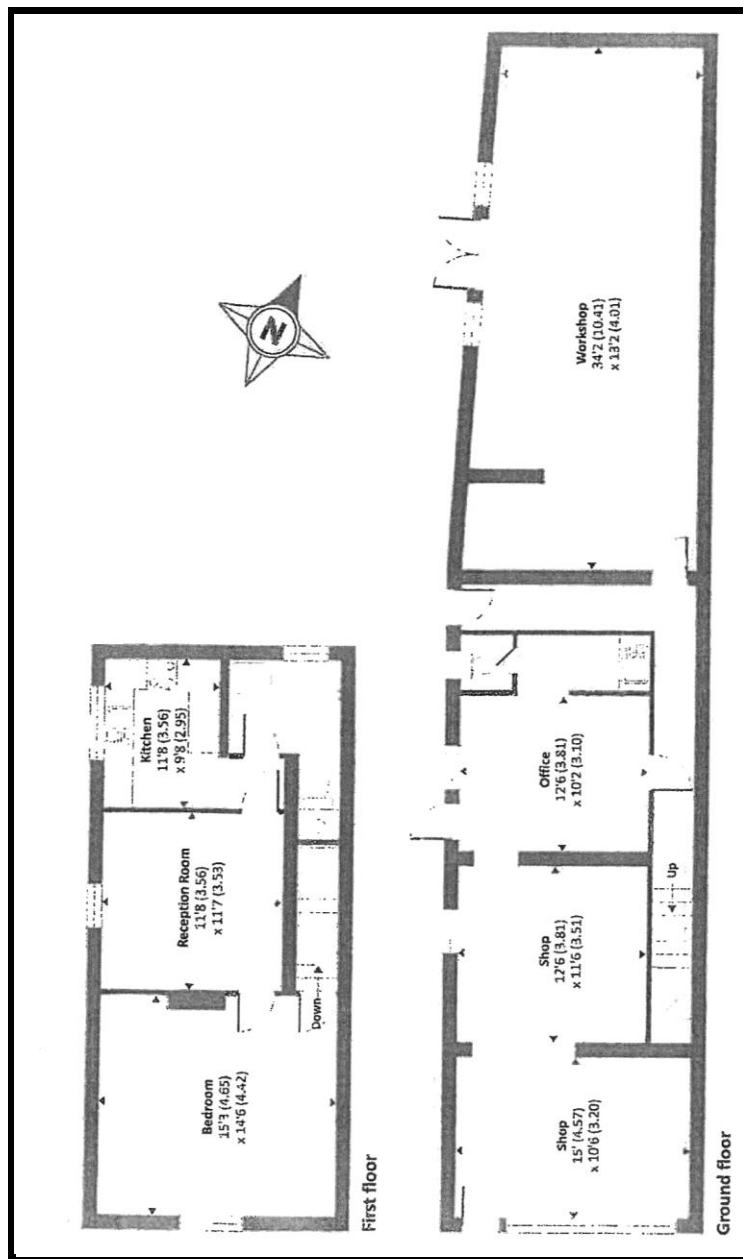 Kitchen
11'8 (3.56)
x 9'8 (2.95)
Reception Room
11'8 (3.56)
x 11'7 (3.53)
Bedroom
15'3 (4.65)
x 14'6 (4.42)
Down
First floor
N
Workshop
34'2 (10.41)
x 13'2 (4.01)
Office
12'6 (3.81)
x 10'2 (3.10)
Shop
12'6 (3.81)
x 11'6 (3.51)
Up
Shop
15' (4.57)
x 10'6 (3.20)
Ground floor